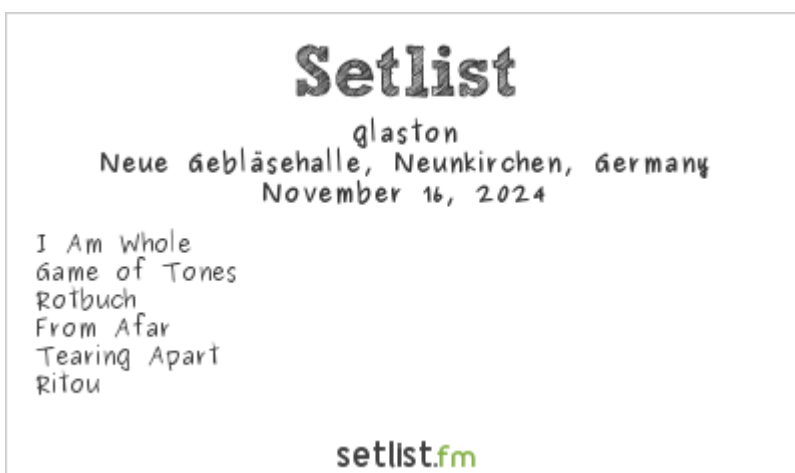 Setlist
glaston
Neue Gebläsehalle, Neunkirchen, Germany
November 16, 2024
I Am Whole
Game of Tones
Rotbuch
From Afar
Tearing Apart
Ritou
setlist.fm